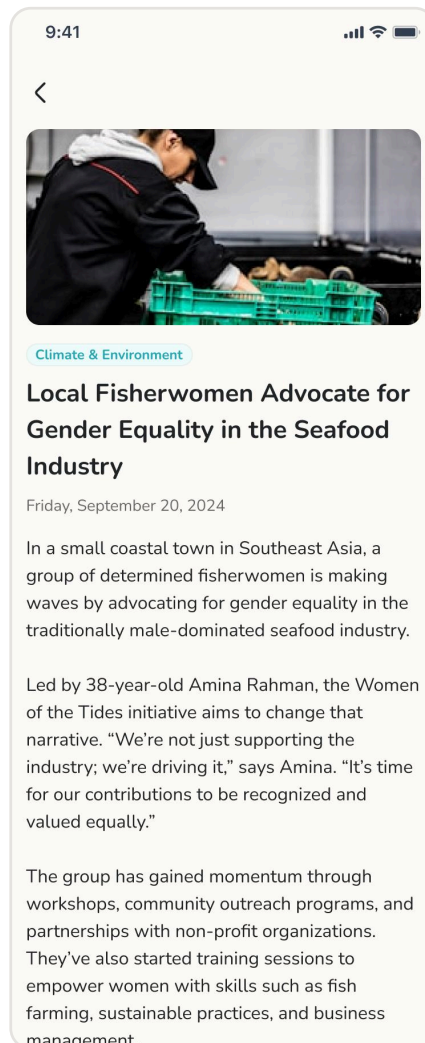 9:41
Climate & Environment
Local Fisherwomen Advocate for
Gender Equality in the Seafood
Industry
Friday, September 20, 2024
In a small coastal town in Southeast Asia, a
group of determined fisherwomen is making
waves by advocating for gender equality in the
traditionally male-dominated seafood industry.
Led by 38-year-old Amina Rahman, the Women
of the Tides initiative aims to change that
narrative. “We’re not just supporting the
industry; we’re driving it,” says Amina. “It’s time
for our contributions to be recognized and
valued equally.”
The group has gained momentum through
workshops, community outreach programs, and
partnerships with non-profit organizations.
They’ve also started training sessions to
empower women with skills such as fish
farming, sustainable practices, and business
management.